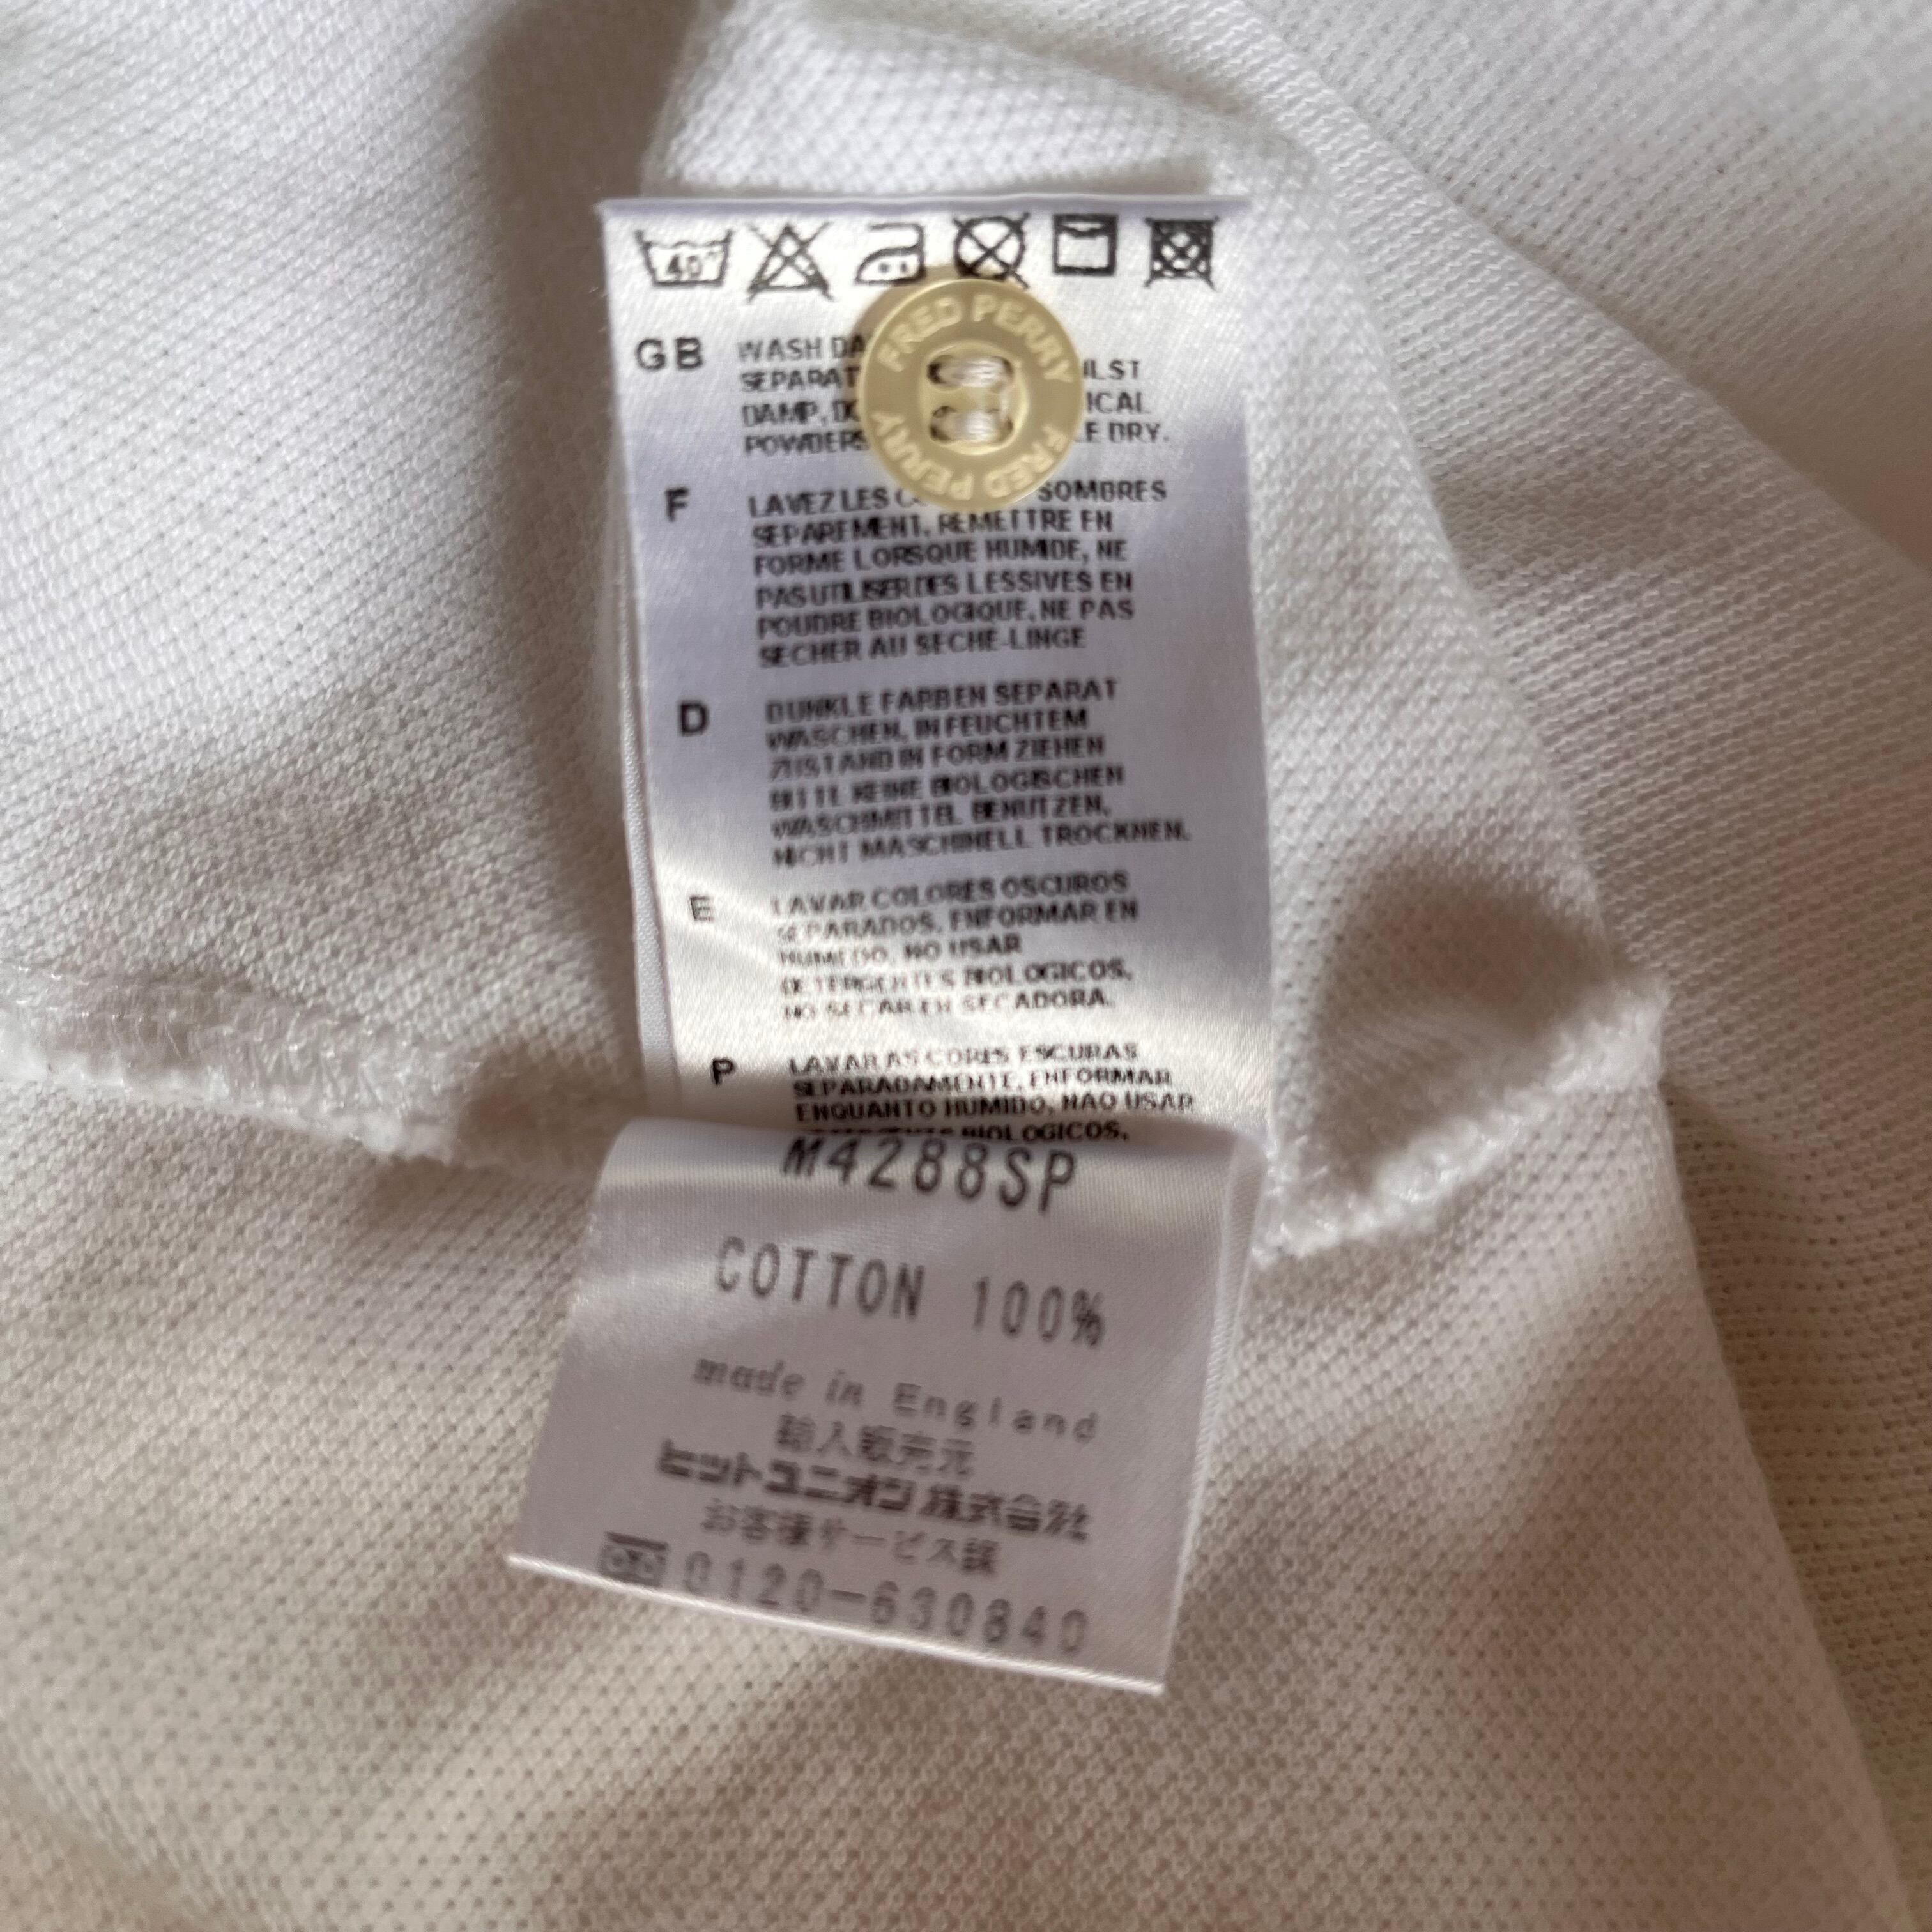 40°
FRED PERRY FRED PERRY
GB WASH DA
SEPARAT ILST
DAMP, DO ICAL
POWDERS LE DRY.
F LAVEZ LES C SOMBRES
SEPAREMENT, REMETTRE EN
FORME LORSQUE HUMIDE, NE
PAS UTILISER DES LESSIVES EN
POUDRE BIOLOGIQUE, NE PAS
SECHER AU SECHE-LINGE
D DUNKLE FARBEN SEPARAT
WASCHEN, IN FEUCHTEM
ZUSTAND IN FORM ZIEHEN
BITTE KEINE BIOLOGISCHEN
WASCHMITTEL BENUTZEN,
NICHT MASCHINELL TROCKNEN.
E LAVAR COLORES OSCUROS
SEPARADOS, ENFORMAR EN
HUMEDO, NO USAR
DETERGENTES BIOLOGICOS,
NO SECAR EN SECADORA.
P LAVAR AS CORES ESCURAS
SEPARADAMENTE, ENFORMAR
ENQUANTO HUMIDO, NAO USAR
BIOLOGICOS,
M4288SP
COTTON 100%
made in England
輸入販売元
ヒットユニオン株式会社
お客様サービス課
0120-630840